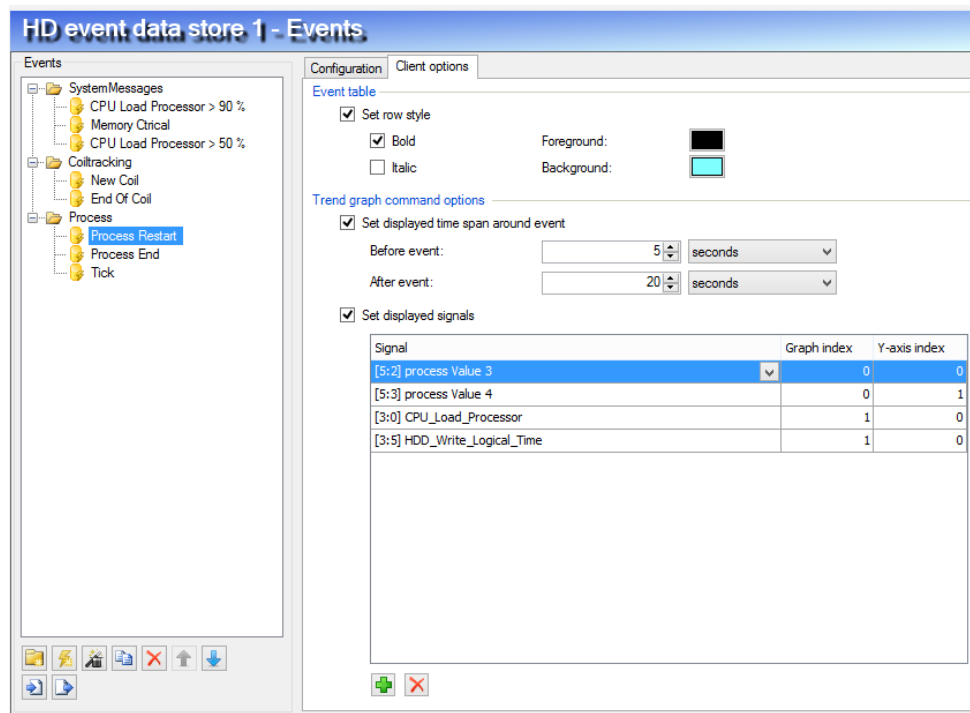 HD event data store 1 - Events
Events
SystemMessages
CPU Load Processor > 90 %
Memory Ctrical
CPU Load Processor > 50 %
Coiltracking
New Coil
End Of Coil
Process
Process Restart
Process End
Tick
Configuration Client options
Event table
Set row style
Bold Foreground:
Italic Background:
Trend graph command options
Set displayed time span around event
Before event: 5 seconds
After event: 20 seconds
Set displayed signals
Signal Graph index Y-axis index
[5:2] process Value 3 0 0
[5:3] process Value 4 0 1
[3:0] CPU_Load_Processor 1 0
[3:5] HDD_Write_Logical_Time 1 0